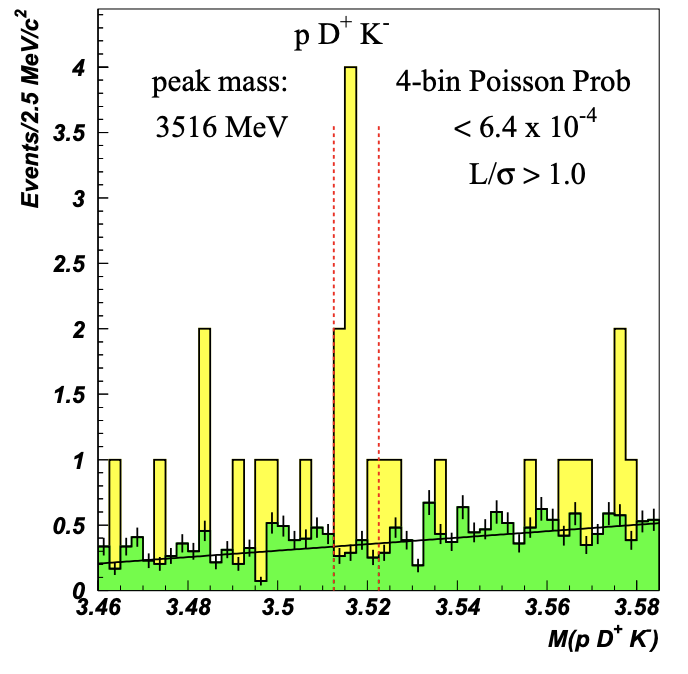 p D⁺ K⁻
peak mass:
3516 MeV
4-bin Poisson Prob
< 6.4 x 10⁻⁴
L/σ > 1.0
Events/2.5 MeV/c²
4
3.5
3
2.5
2
1.5
1
0.5
0
3.46 3.48 3.5 3.52 3.54 3.56 3.58
M(p D⁺ K⁻)